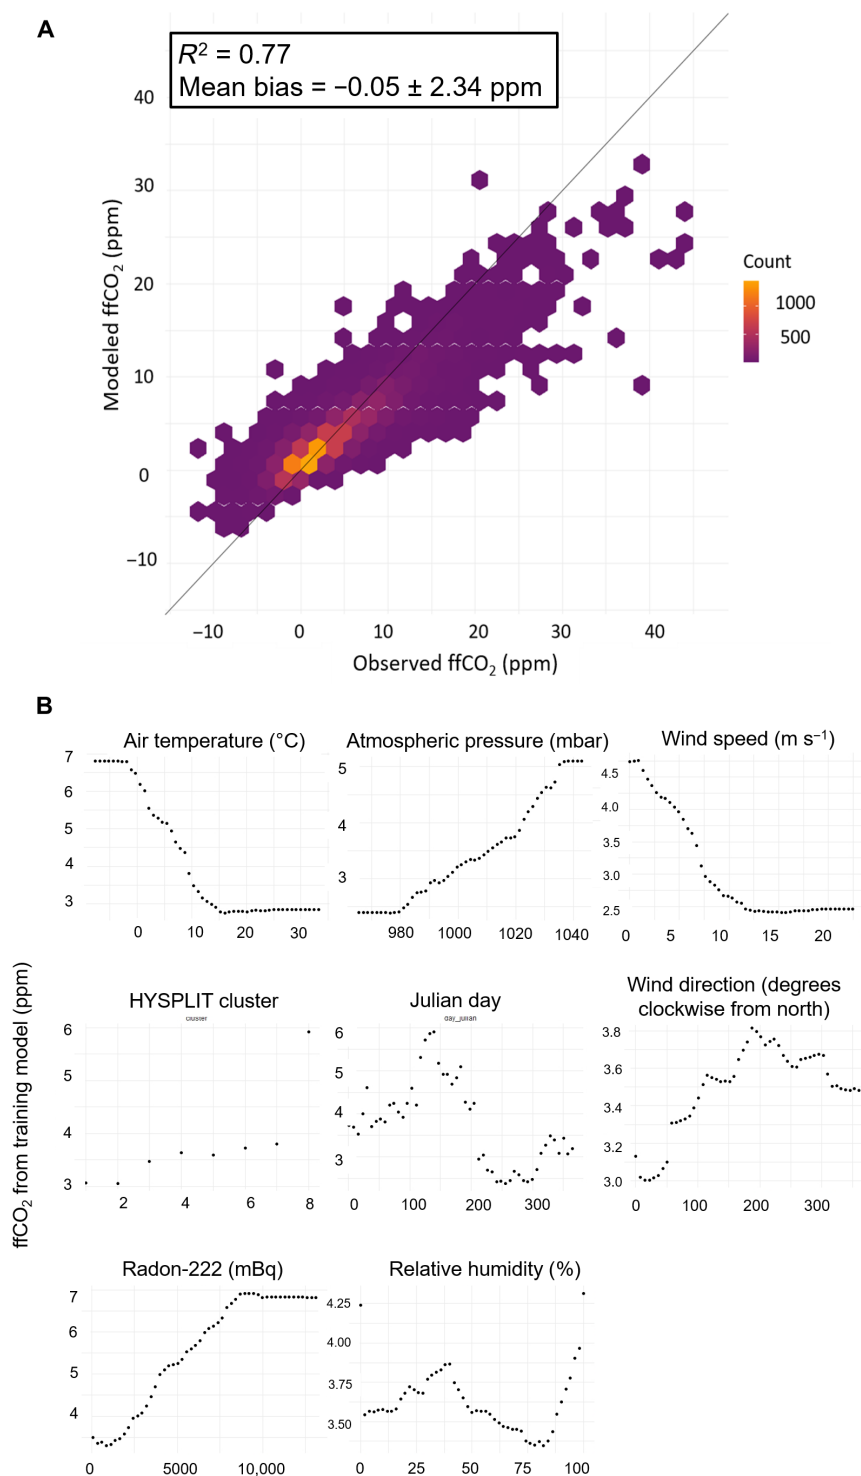 A
R² = 0.77
Mean bias = −0.05 ± 2.34 ppm
40
30
20
10
0
−10
Modeled ffCO₂ (ppm)
−10 0 10 20 30 40
Observed ffCO₂ (ppm)
Count
1000
500
B
ffCO₂ from training model (ppm)
Air temperature (°C)
7
6
5
4
3
0 10 20 30
Atmospheric pressure (mbar)
5
4
3
980 1000 1020 1040
Wind speed (m s⁻¹)
4.5
4.0
3.5
3.0
2.5
0 5 10 15 20
HYSPLIT cluster
cluster
6
5
4
3
2 4 6 8
Julian day
day_julian
6
5
4
3
0 100 200 300
Wind direction (degrees
clockwise from north)
3.8
3.6
3.4
3.2
3.0
0 100 200 300
Radon-222 (mBq)
7
6
5
4
0 5000 10,000
Relative humidity (%)
4.25
4.00
3.75
3.50
0 25 50 75 100